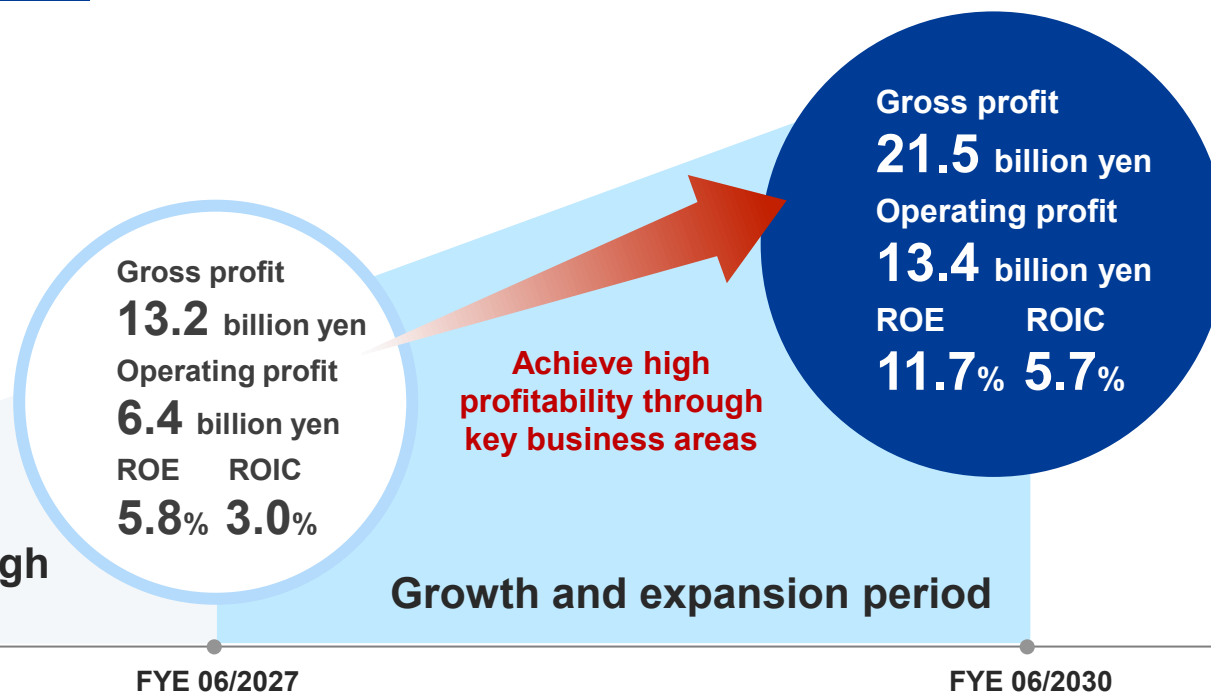 Gross profit
13.2 billion yen
Operating profit
6.4 billion yen
ROE ROIC
5.8% 3.0%
Achieve high
profitability through
key business areas
Gross profit
21.5 billion yen
Operating profit
13.4 billion yen
ROE ROIC
11.7% 5.7%
gh
Growth and expansion period
FYE 06/2027
FYE 06/2030